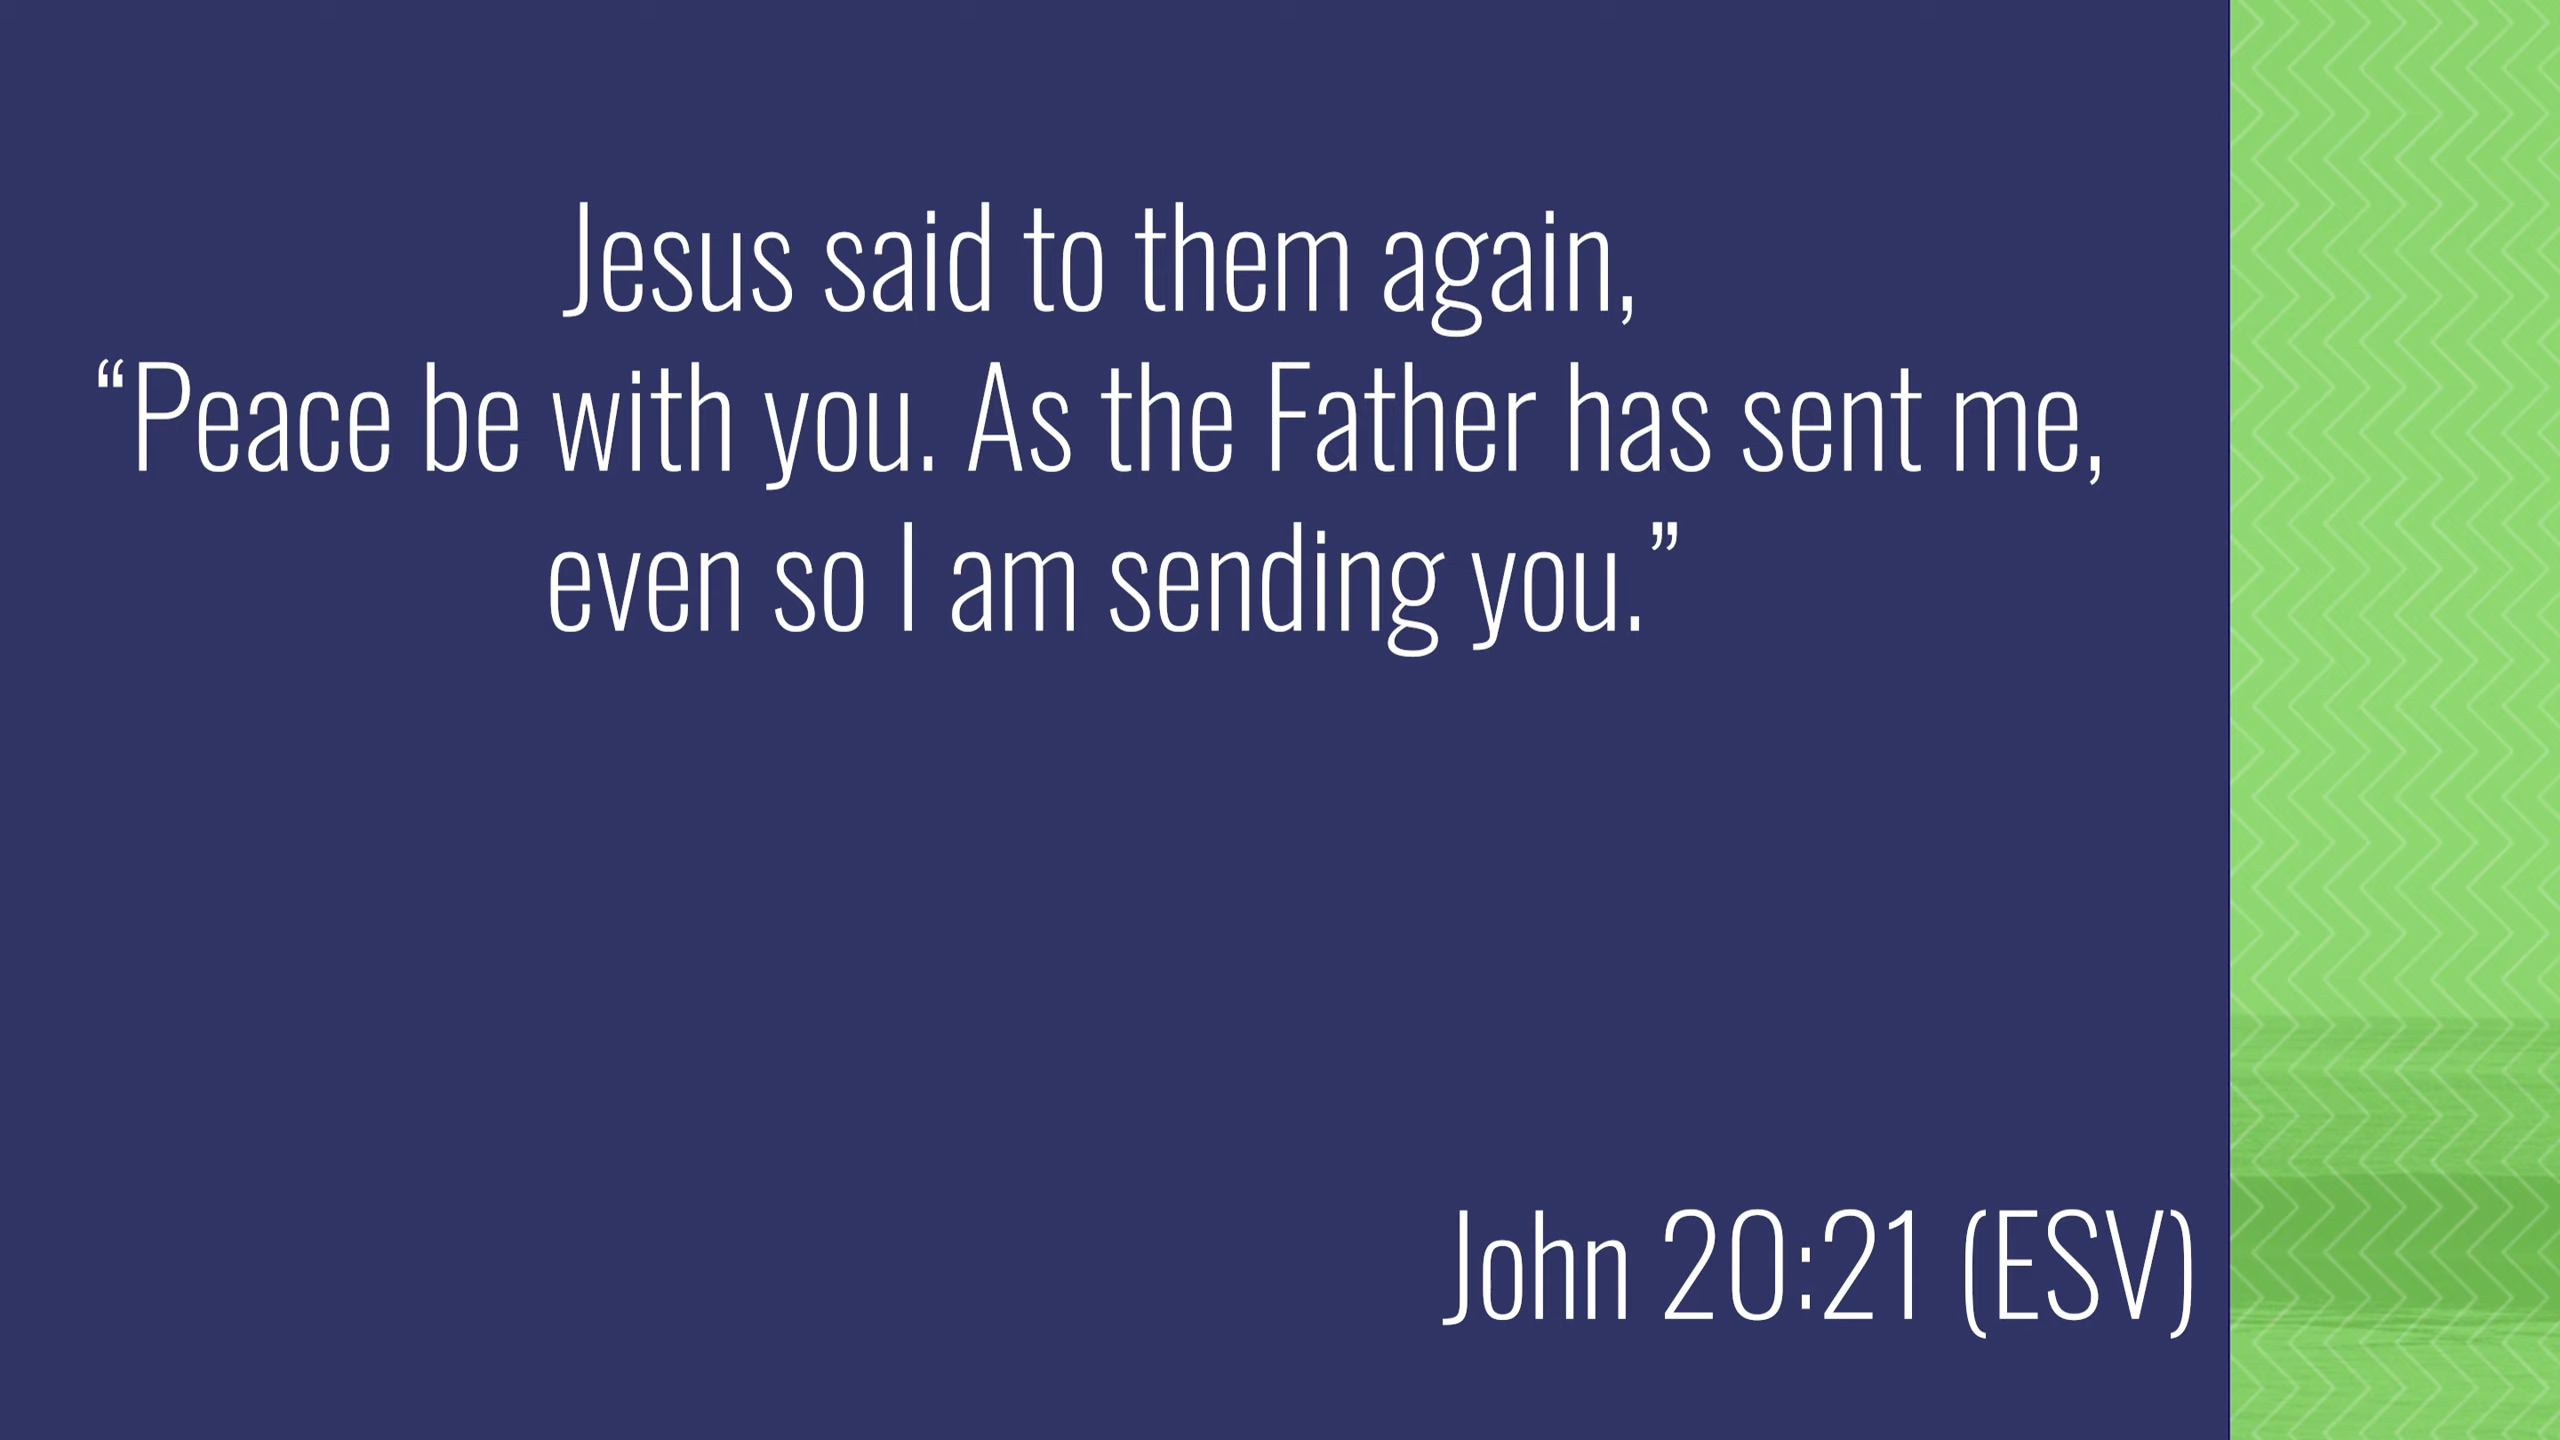 Jesus said to them again,
“Peace be with you. As the Father has sent me,
even so I am sending you.”
John 20:21 (ESV)